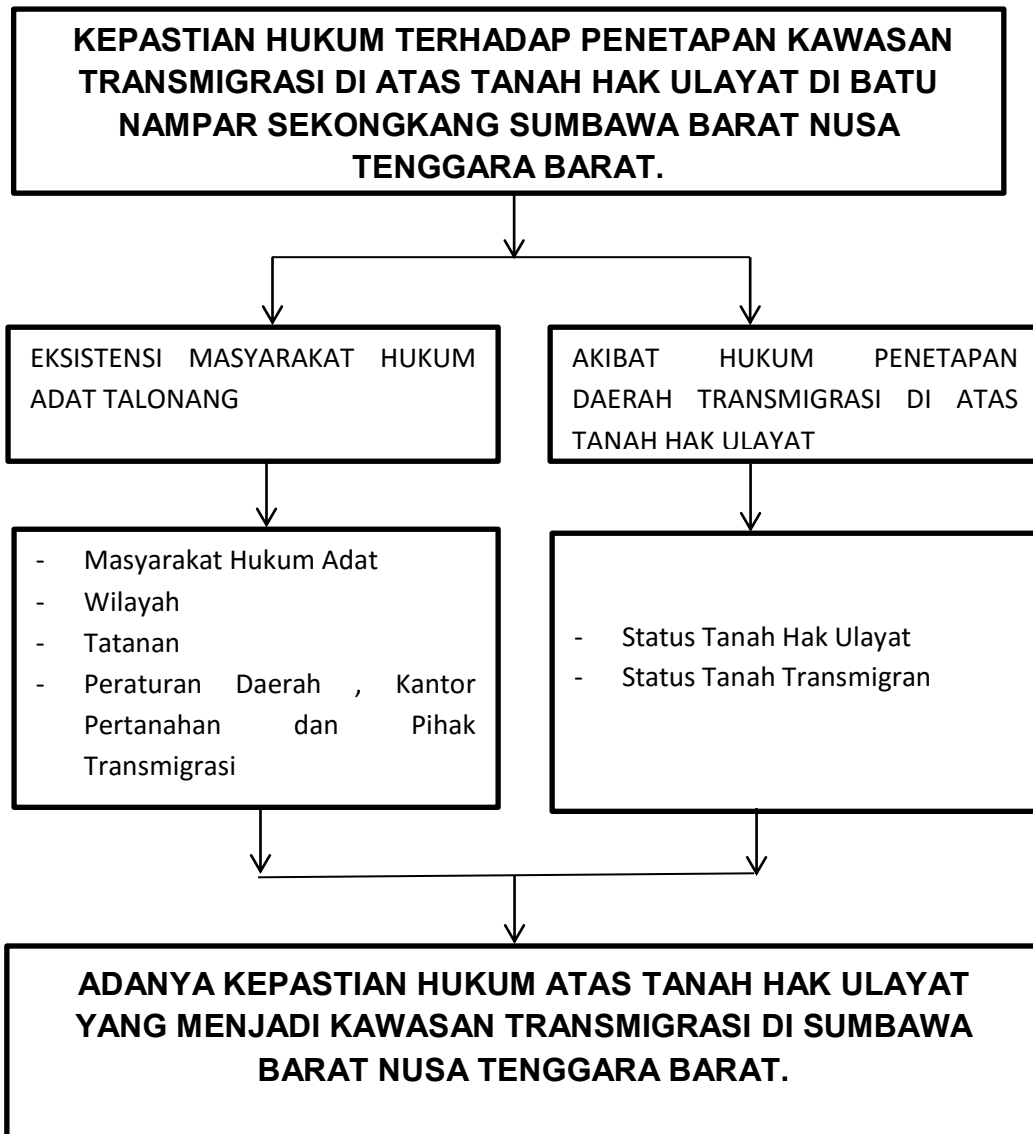 KEPASTIAN HUKUM TERHADAP PENETAPAN KAWASAN
TRANSMIGRASI DI ATAS TANAH HAK ULAYAT DI BATU
NAMPAR SEKONGKANG SUMBAWA BARAT NUSA
TENGGARA BARAT.
EKSISTENSI MASYARAKAT HUKUM
ADAT TALONANG
AKIBAT HUKUM PENETAPAN
DAERAH TRANSMIGRASI DI ATAS
TANAH HAK ULAYAT
- Masyarakat Hukum Adat
- Wilayah
- Tatanan
- Peraturan Daerah , Kantor
Pertanahan dan Pihak
Transmigrasi
- Status Tanah Hak Ulayat
- Status Tanah Transmigran
ADANYA KEPASTIAN HUKUM ATAS TANAH HAK ULAYAT
YANG MENJADI KAWASAN TRANSMIGRASI DI SUMBAWA
BARAT NUSA TENGGARA BARAT.